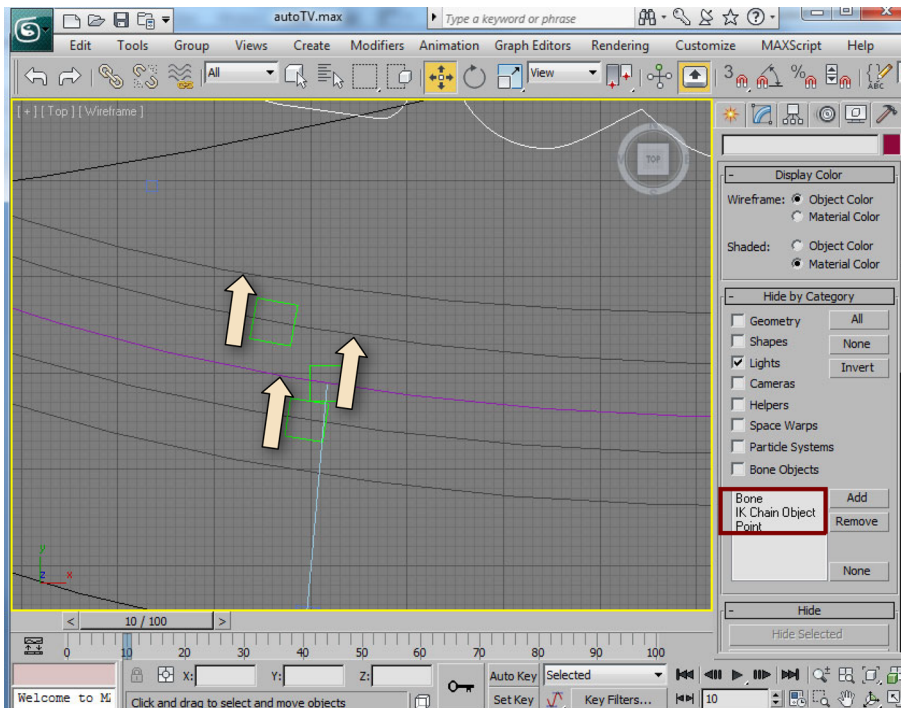 autoTV.max
Type a keyword or phrase
Edit Tools Group Views Create Modifiers Animation Graph Editors Rendering Customize MAXScript Help
All
View
3
%
ABC
[ + ] [ Top ] [ Wireframe ]
TOP
Display Color
Wireframe: Object Color
Material Color
Shaded: Object Color
Material Color
Hide by Category
Geometry All
Shapes None
Lights Invert
Cameras
Helpers
Space Warps
Particle Systems
Bone Objects
Bone Add
IK Chain Object
Remove
Point
None
y
z x
Hide
Hide Selected
< 10 / 100 >
0 10 20 30 40 50 60 70 80 90 100
X: Y: Z:
Auto Key Selected
Welcome to M
Click and drag to select and move objects
Set Key Key Filters... 10